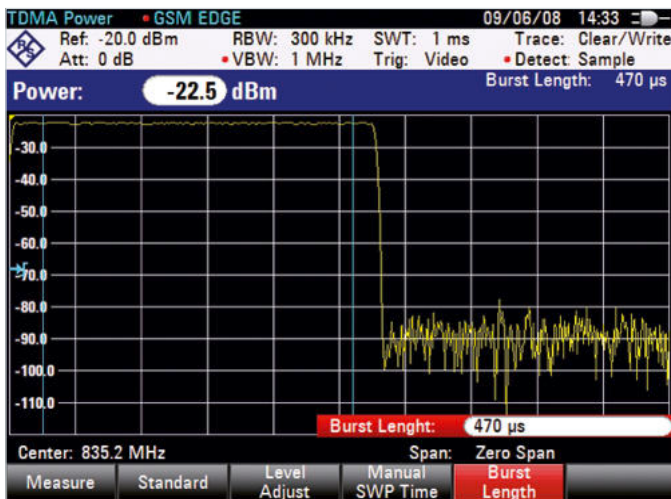 TDMA Power • GSM EDGE 09/06/08 14:33
Ref: -20.0 dBm RBW: 300 kHz SWT: 1 ms Trace: Clear/Write
Att: 0 dB • VBW: 1 MHz Trig: Video • Detect: Sample
Power: -22.5 dBm Burst Length: 470 µs
-30.0
-40.0
-50.0
-60.0
-70.0
-80.0
-90.0
-100.0
-110.0
Burst Lenght: 470 µs
Center: 835.2 MHz Span: Zero Span
Measure Standard Level Adjust Manual SWP Time Burst Length